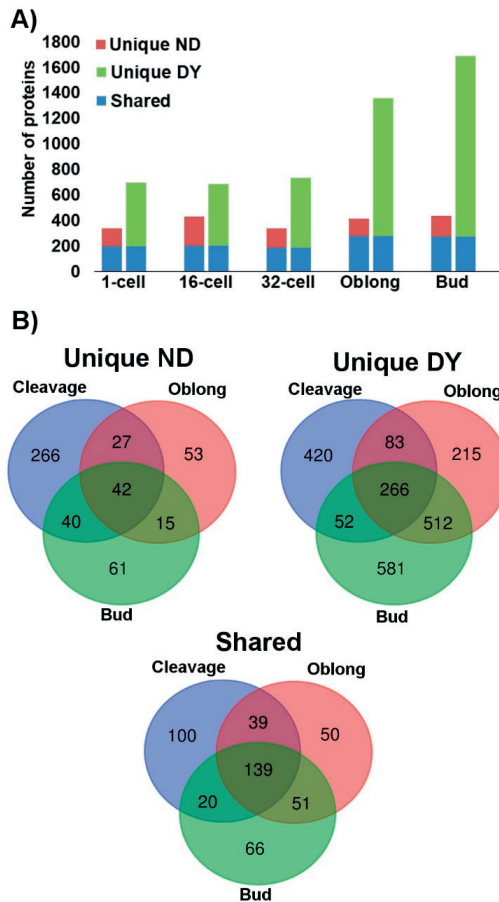 A)
Number of proteins
1800
1600
1400
1200
1000
800
600
400
200
0
Unique ND
Unique DY
Shared
1-cell 16-cell 32-cell Oblong Bud
B)
Unique ND
Cleavage Oblong
266 27 53
42
40 15
61
Bud
Unique DY
Cleavage Oblong
420 83 215
266
52 512
581
Bud
Shared
Cleavage Oblong
100 39 50
139
20 51
66
Bud